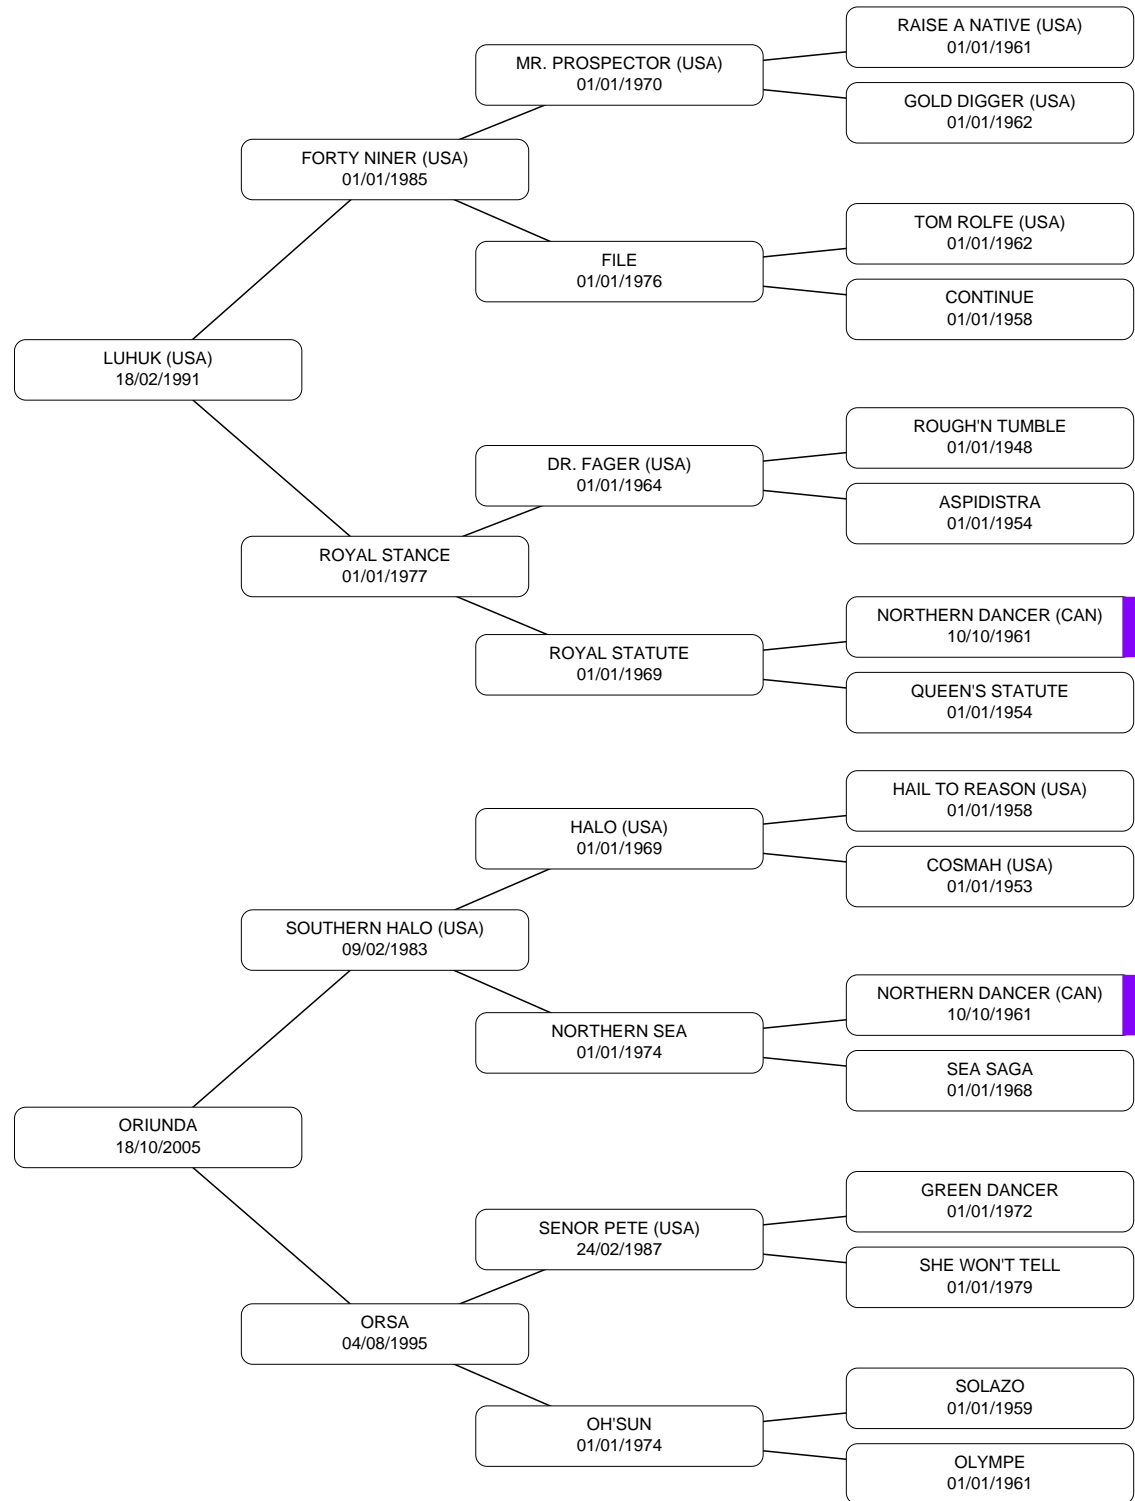 RAISE A NATIVE (USA)
01/01/1961
MR. PROSPECTOR (USA)
01/01/1970
GOLD DIGGER (USA)
01/01/1962
FORTY NINER (USA)
01/01/1985
TOM ROLFE (USA)
01/01/1962
FILE
01/01/1976
CONTINUE
01/01/1958
LUHUK (USA)
18/02/1991
ROUGH'N TUMBLE
01/01/1948
DR. FAGER (USA)
01/01/1964
ASPIDISTRA
01/01/1954
ROYAL STANCE
01/01/1977
NORTHERN DANCER (CAN)
10/10/1961
ROYAL STATUTE
01/01/1969
QUEEN'S STATUTE
01/01/1954
HAIL TO REASON (USA)
01/01/1958
HALO (USA)
01/01/1969
COSMAH (USA)
01/01/1953
SOUTHERN HALO (USA)
09/02/1983
NORTHERN DANCER (CAN)
10/10/1961
NORTHERN SEA
01/01/1974
SEA SAGA
01/01/1968
ORIUNDA
18/10/2005
GREEN DANCER
01/01/1972
SENOR PETE (USA)
24/02/1987
SHE WON'T TELL
01/01/1979
ORSA
04/08/1995
SOLAZO
01/01/1959
OH'SUN
01/01/1974
OLYMPE
01/01/1961